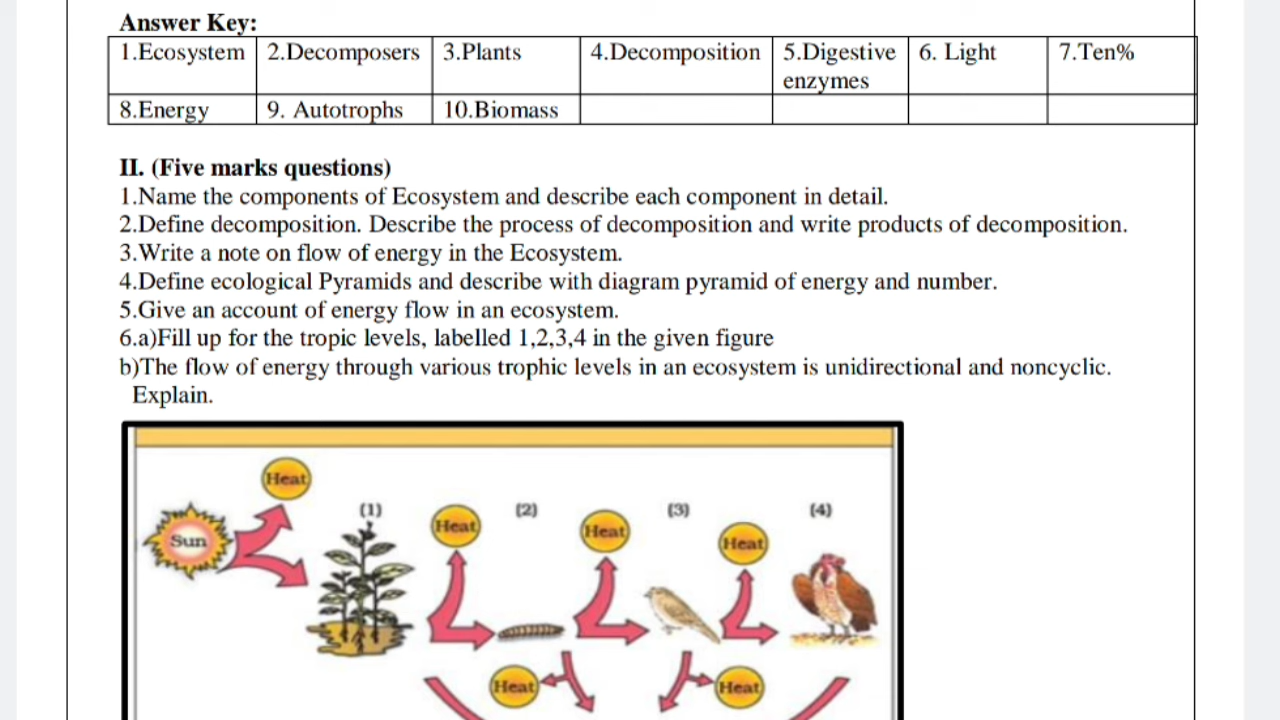 Answer Key:
1.Ecosystem 2.Decomposers 3.Plants 4.Decomposition 5.Digestive enzymes 6. Light 7.Ten%
8.Energy 9. Autotrophs 10.Biomass
II. (Five marks questions)
1.Name the components of Ecosystem and describe each component in detail.
2.Define decomposition. Describe the process of decomposition and write products of decomposition.
3.Write a note on flow of energy in the Ecosystem.
4.Define ecological Pyramids and describe with diagram pyramid of energy and number.
5.Give an account of energy flow in an ecosystem.
6.a)Fill up for the tropic levels, labelled 1,2,3,4 in the given figure
b)The flow of energy through various trophic levels in an ecosystem is unidirectional and noncyclic.
Explain.
Heat
(1) (2) (3) (4)
Sun Heat Heat Heat
Heat Heat